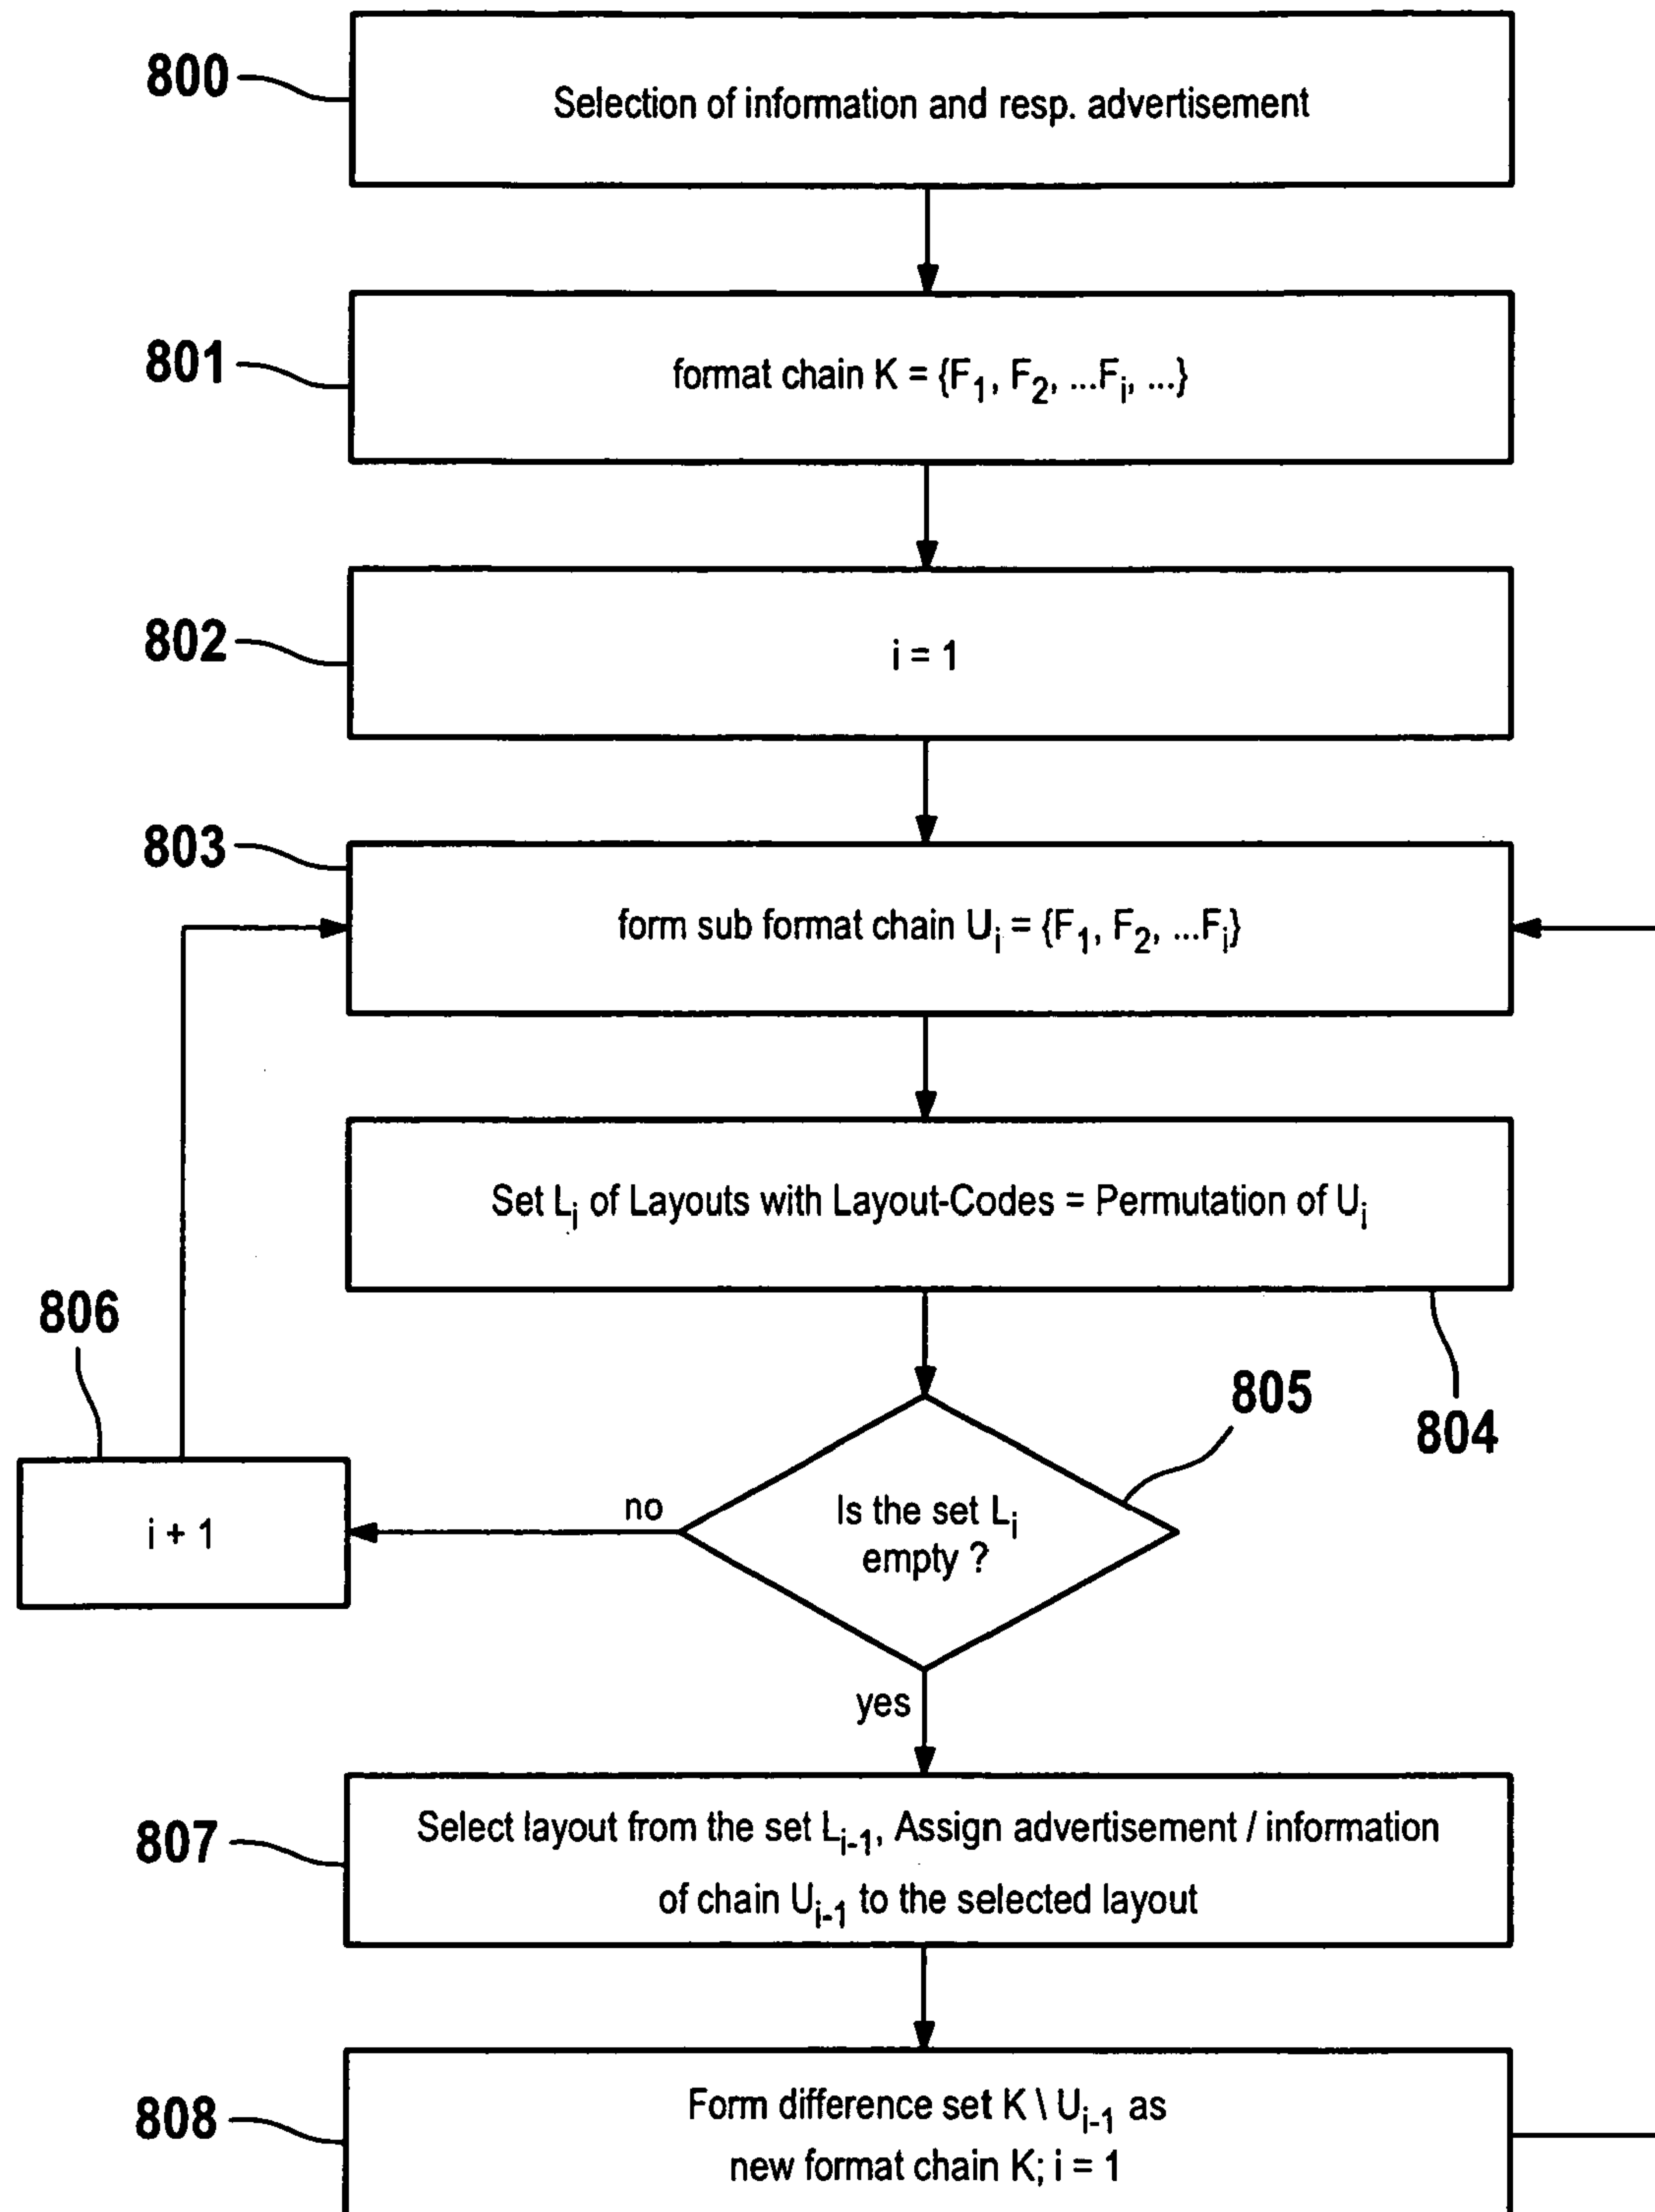 800
Selection of information and resp. advertisement
801
format chain K = {F₁, F₂, ...Fᵢ, ...}
802
i = 1
803
form sub format chain Uᵢ = {F₁, F₂, ...Fᵢ}
Set Lᵢ of Layouts with Layout-Codes = Permutation of Uᵢ
804
805
806
i + 1
no
Is the set Lᵢ
empty ?
yes
807
Select layout from the set Lᵢ₋₁, Assign advertisement / information
of chain Uᵢ₋₁ to the selected layout
808
Form difference set K \ Uᵢ₋₁ as
new format chain K; i = 1